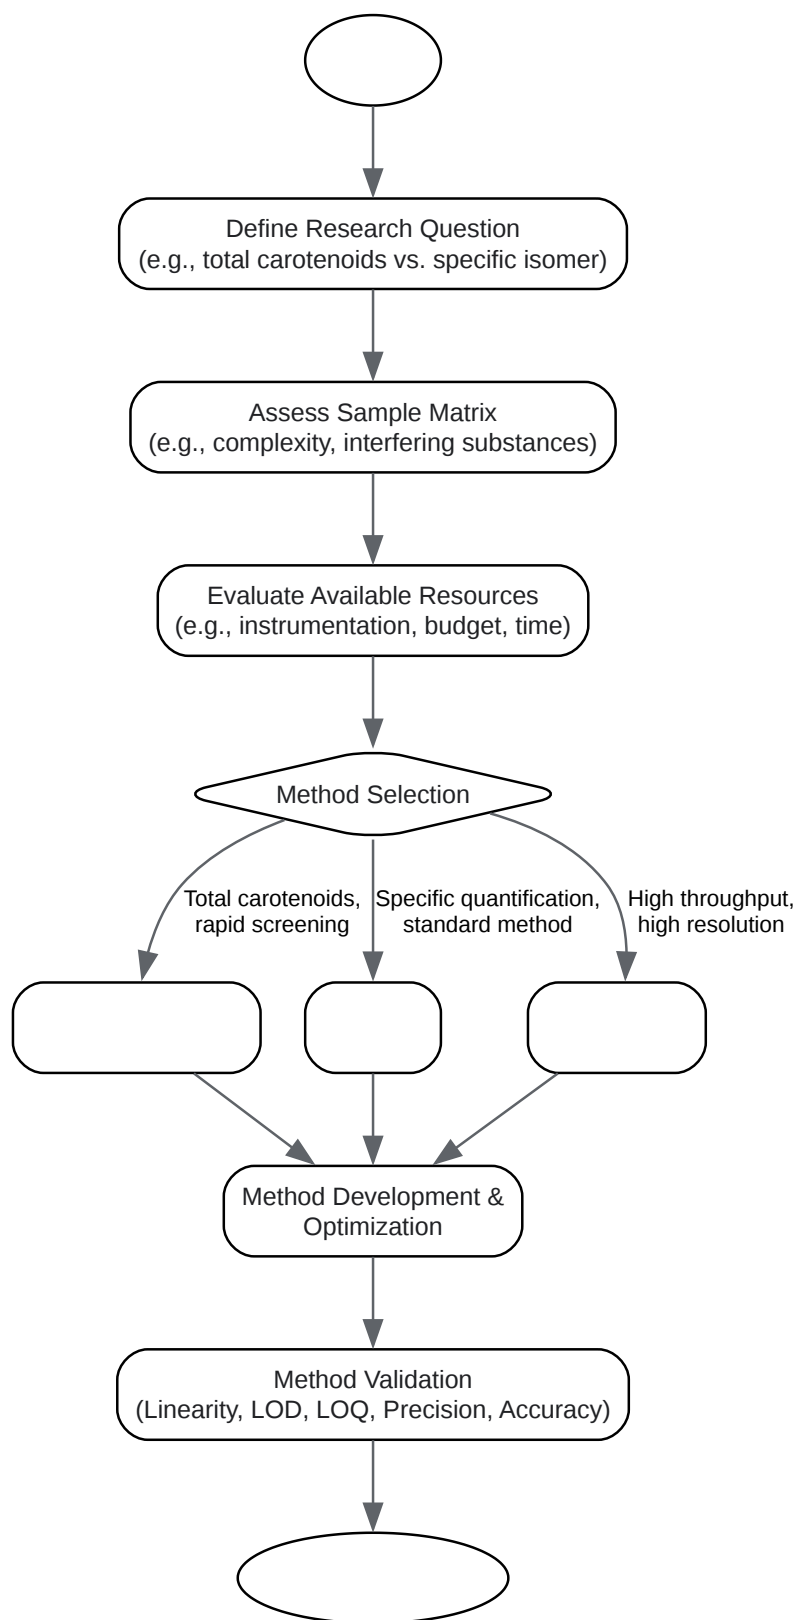 Define Research Question
(e.g., total carotenoids vs. specific isomer)
Assess Sample Matrix
(e.g., complexity, interfering substances)
Evaluate Available Resources
(e.g., instrumentation, budget, time)
Method Selection
Total carotenoids,
rapid screening
Specific quantification,
standard method
High throughput,
high resolution
Method Development &
Optimization
Method Validation
(Linearity, LOD, LOQ, Precision, Accuracy)